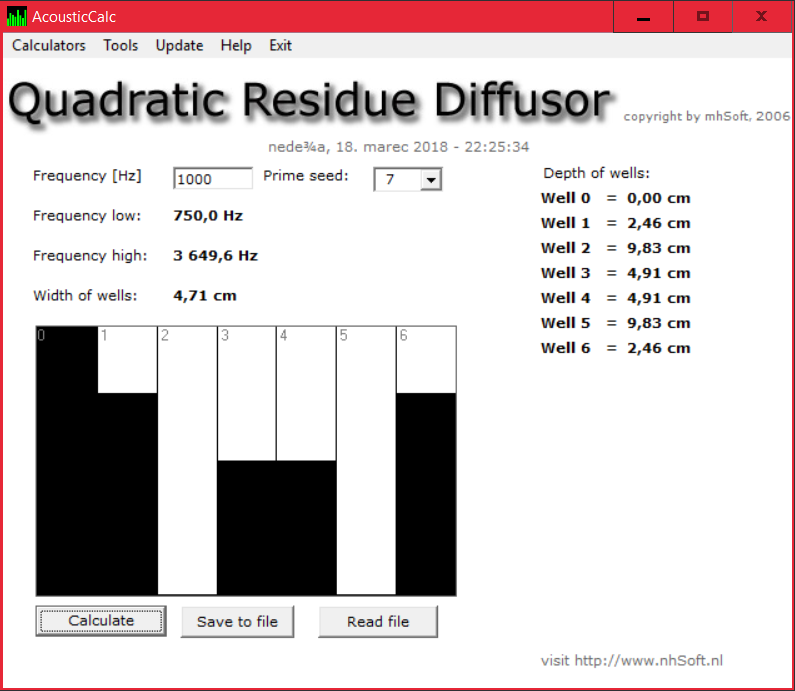 AcousticCalc
Calculators Tools Update Help Exit
Quadratic Residue Diffusor copyright by mhSoft, 2006
nede¾a, 18. marec 2018 - 22:25:34
Frequency [Hz] 1000 Prime seed: 7
Frequency low: 750,0 Hz
Frequency high: 3 649,6 Hz
Width of wells: 4,71 cm
Depth of wells:
Well 0 = 0,00 cm
Well 1 = 2,46 cm
Well 2 = 9,83 cm
Well 3 = 4,91 cm
Well 4 = 4,91 cm
Well 5 = 9,83 cm
Well 6 = 2,46 cm
0 1 2 3 4 5 6
Calculate Save to file Read file
visit http://www.nhSoft.nl